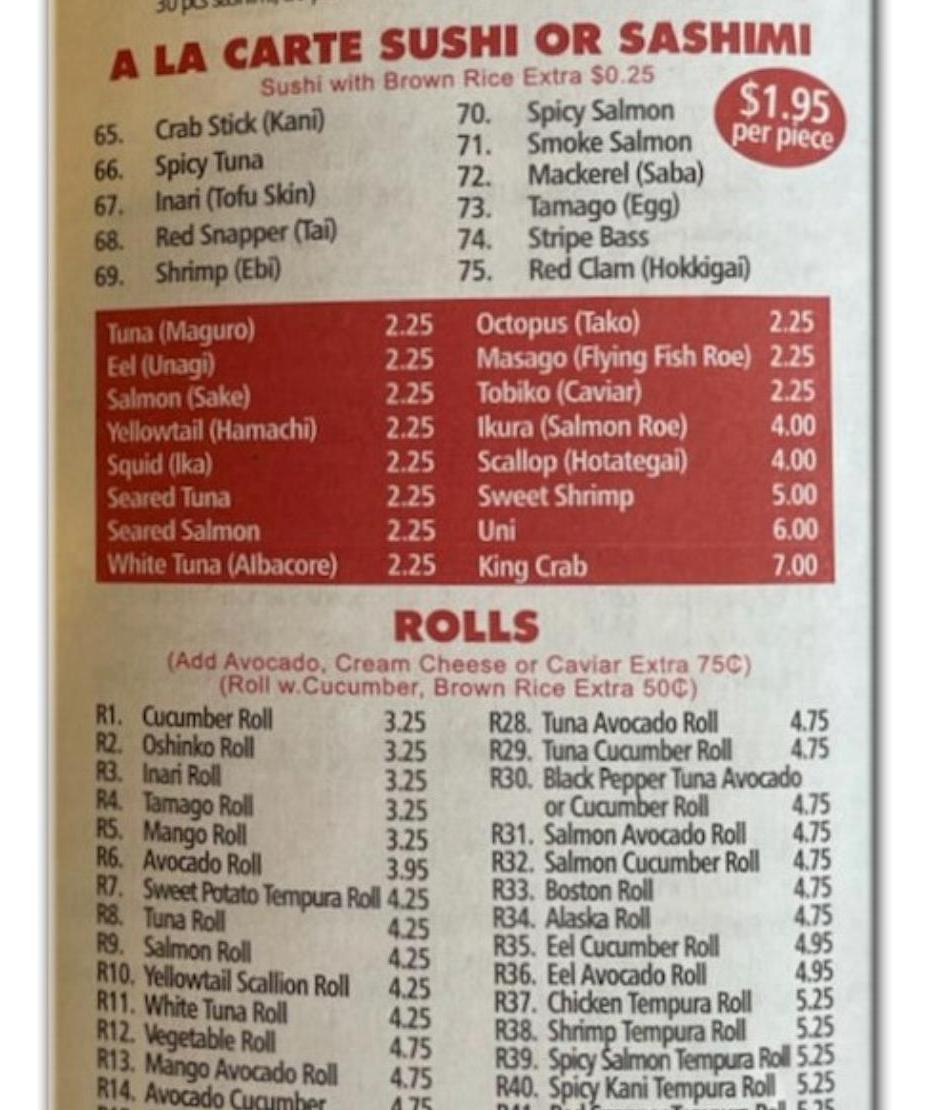 30 pcs
A LA CARTE SUSHI OR SASHIMI
Sushi with Brown Rice Extra $0.25
$1.95
per piece
65. Crab Stick (Kani)
66. Spicy Tuna
67. Inari (Tofu Skin)
68. Red Snapper (Tai)
69. Shrimp (Ebi)
70. Spicy Salmon
71. Smoke Salmon
72. Mackerel (Saba)
73. Tamago (Egg)
74. Stripe Bass
75. Red Clam (Hokkigai)
Tuna (Maguro) 2.25
Eel (Unagi) 2.25
Salmon (Sake) 2.25
Yellowtail (Hamachi) 2.25
Squid (Ika) 2.25
Seared Tuna 2.25
Seared Salmon 2.25
White Tuna (Albacore) 2.25
Octopus (Tako) 2.25
Masago (Flying Fish Roe) 2.25
Tobiko (Caviar) 2.25
Ikura (Salmon Roe) 4.00
Scallop (Hotategai) 4.00
Sweet Shrimp 5.00
Uni 6.00
King Crab 7.00
ROLLS
(Add Avocado, Cream Cheese or Caviar Extra 75₵)
(Roll w.Cucumber, Brown Rice Extra 50₵)
R1. Cucumber Roll 3.25
R2. Oshinko Roll 3.25
R3. Inari Roll 3.25
R4. Tamago Roll 3.25
R5. Mango Roll 3.25
R6. Avocado Roll 3.95
R7. Sweet Potato Tempura Roll 4.25
R8. Tuna Roll 4.25
R9. Salmon Roll 4.25
R10. Yellowtail Scallion Roll 4.25
R11. White Tuna Roll 4.25
R12. Vegetable Roll 4.75
R13. Mango Avocado Roll 4.75
R14. Avocado Cucumber 4.75
R28. Tuna Avocado Roll 4.75
R29. Tuna Cucumber Roll 4.75
R30. Black Pepper Tuna Avocado
or Cucumber Roll 4.75
R31. Salmon Avocado Roll 4.75
R32. Salmon Cucumber Roll 4.75
R33. Boston Roll 4.75
R34. Alaska Roll 4.75
R35. Eel Cucumber Roll 4.95
R36. Eel Avocado Roll 4.95
R37. Chicken Tempura Roll 5.25
R38. Shrimp Tempura Roll 5.25
R39. Spicy Salmon Tempura Roll 5.25
R40. Spicy Kani Tempura Roll 5.25